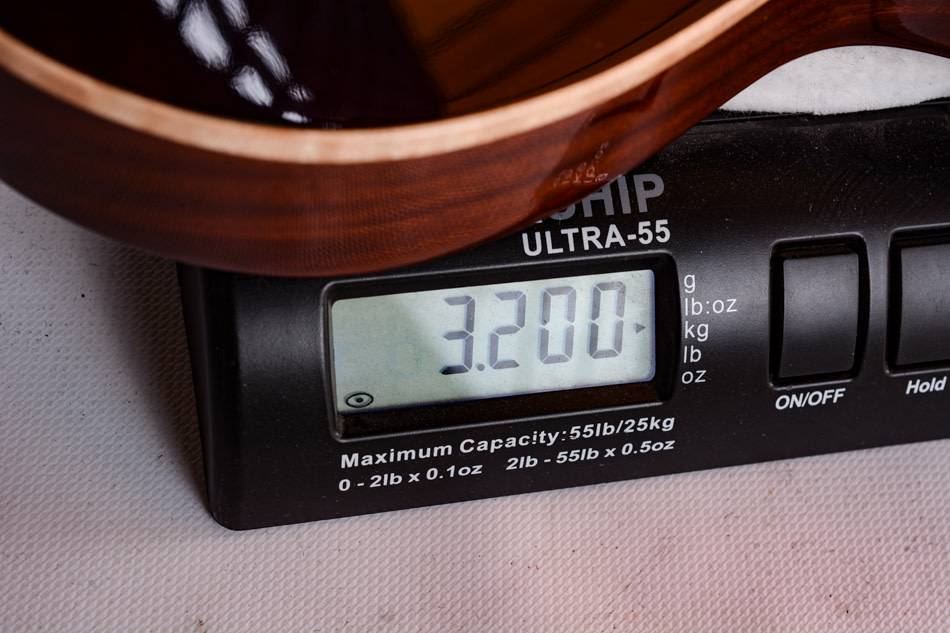 ULTRA-55
3.200
g
lb:oz
kg
lb
oz
ON/OFF
Hold
Maximum Capacity:55lb/25kg
0 - 2lb x 0.1oz 2lb - 55lb x 0.5oz